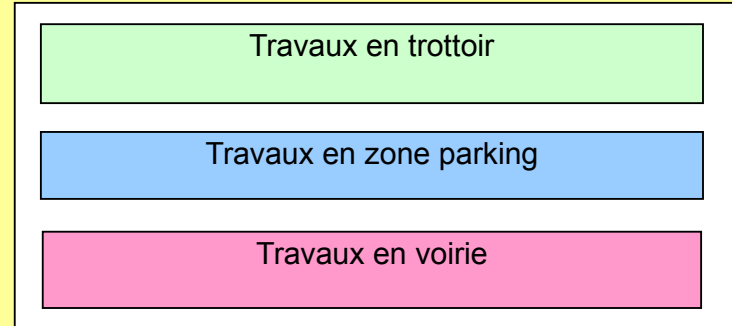 Travaux en trottoir
Travaux en zone parking
Travaux en voirie